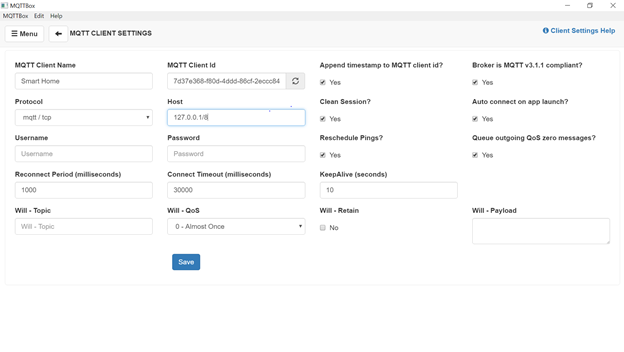 MQTTBox
MQTTBox Edit Help
Menu
MQTT CLIENT SETTINGS
Client Settings Help
MQTT Client Name
MQTT Client Id
Append timestamp to MQTT client id?
Broker is MQTT v3.1.1 compliant?
Smart Home
7d37e368-f80d-4ddd-86cf-2eccc84
Yes
Yes
Protocol
Host
Clean Session?
Auto connect on app launch?
mqtt / tcp
127.0.0.1/8
Yes
Yes
Username
Password
Reschedule Pings?
Queue outgoing QoS zero messages?
Username
Password
Yes
Yes
Reconnect Period (milliseconds)
Connect Timeout (milliseconds)
KeepAlive (seconds)
1000
30000
10
Will - Topic
Will - QoS
Will - Retain
Will - Payload
Will - Topic
0 - Almost Once
No
Save